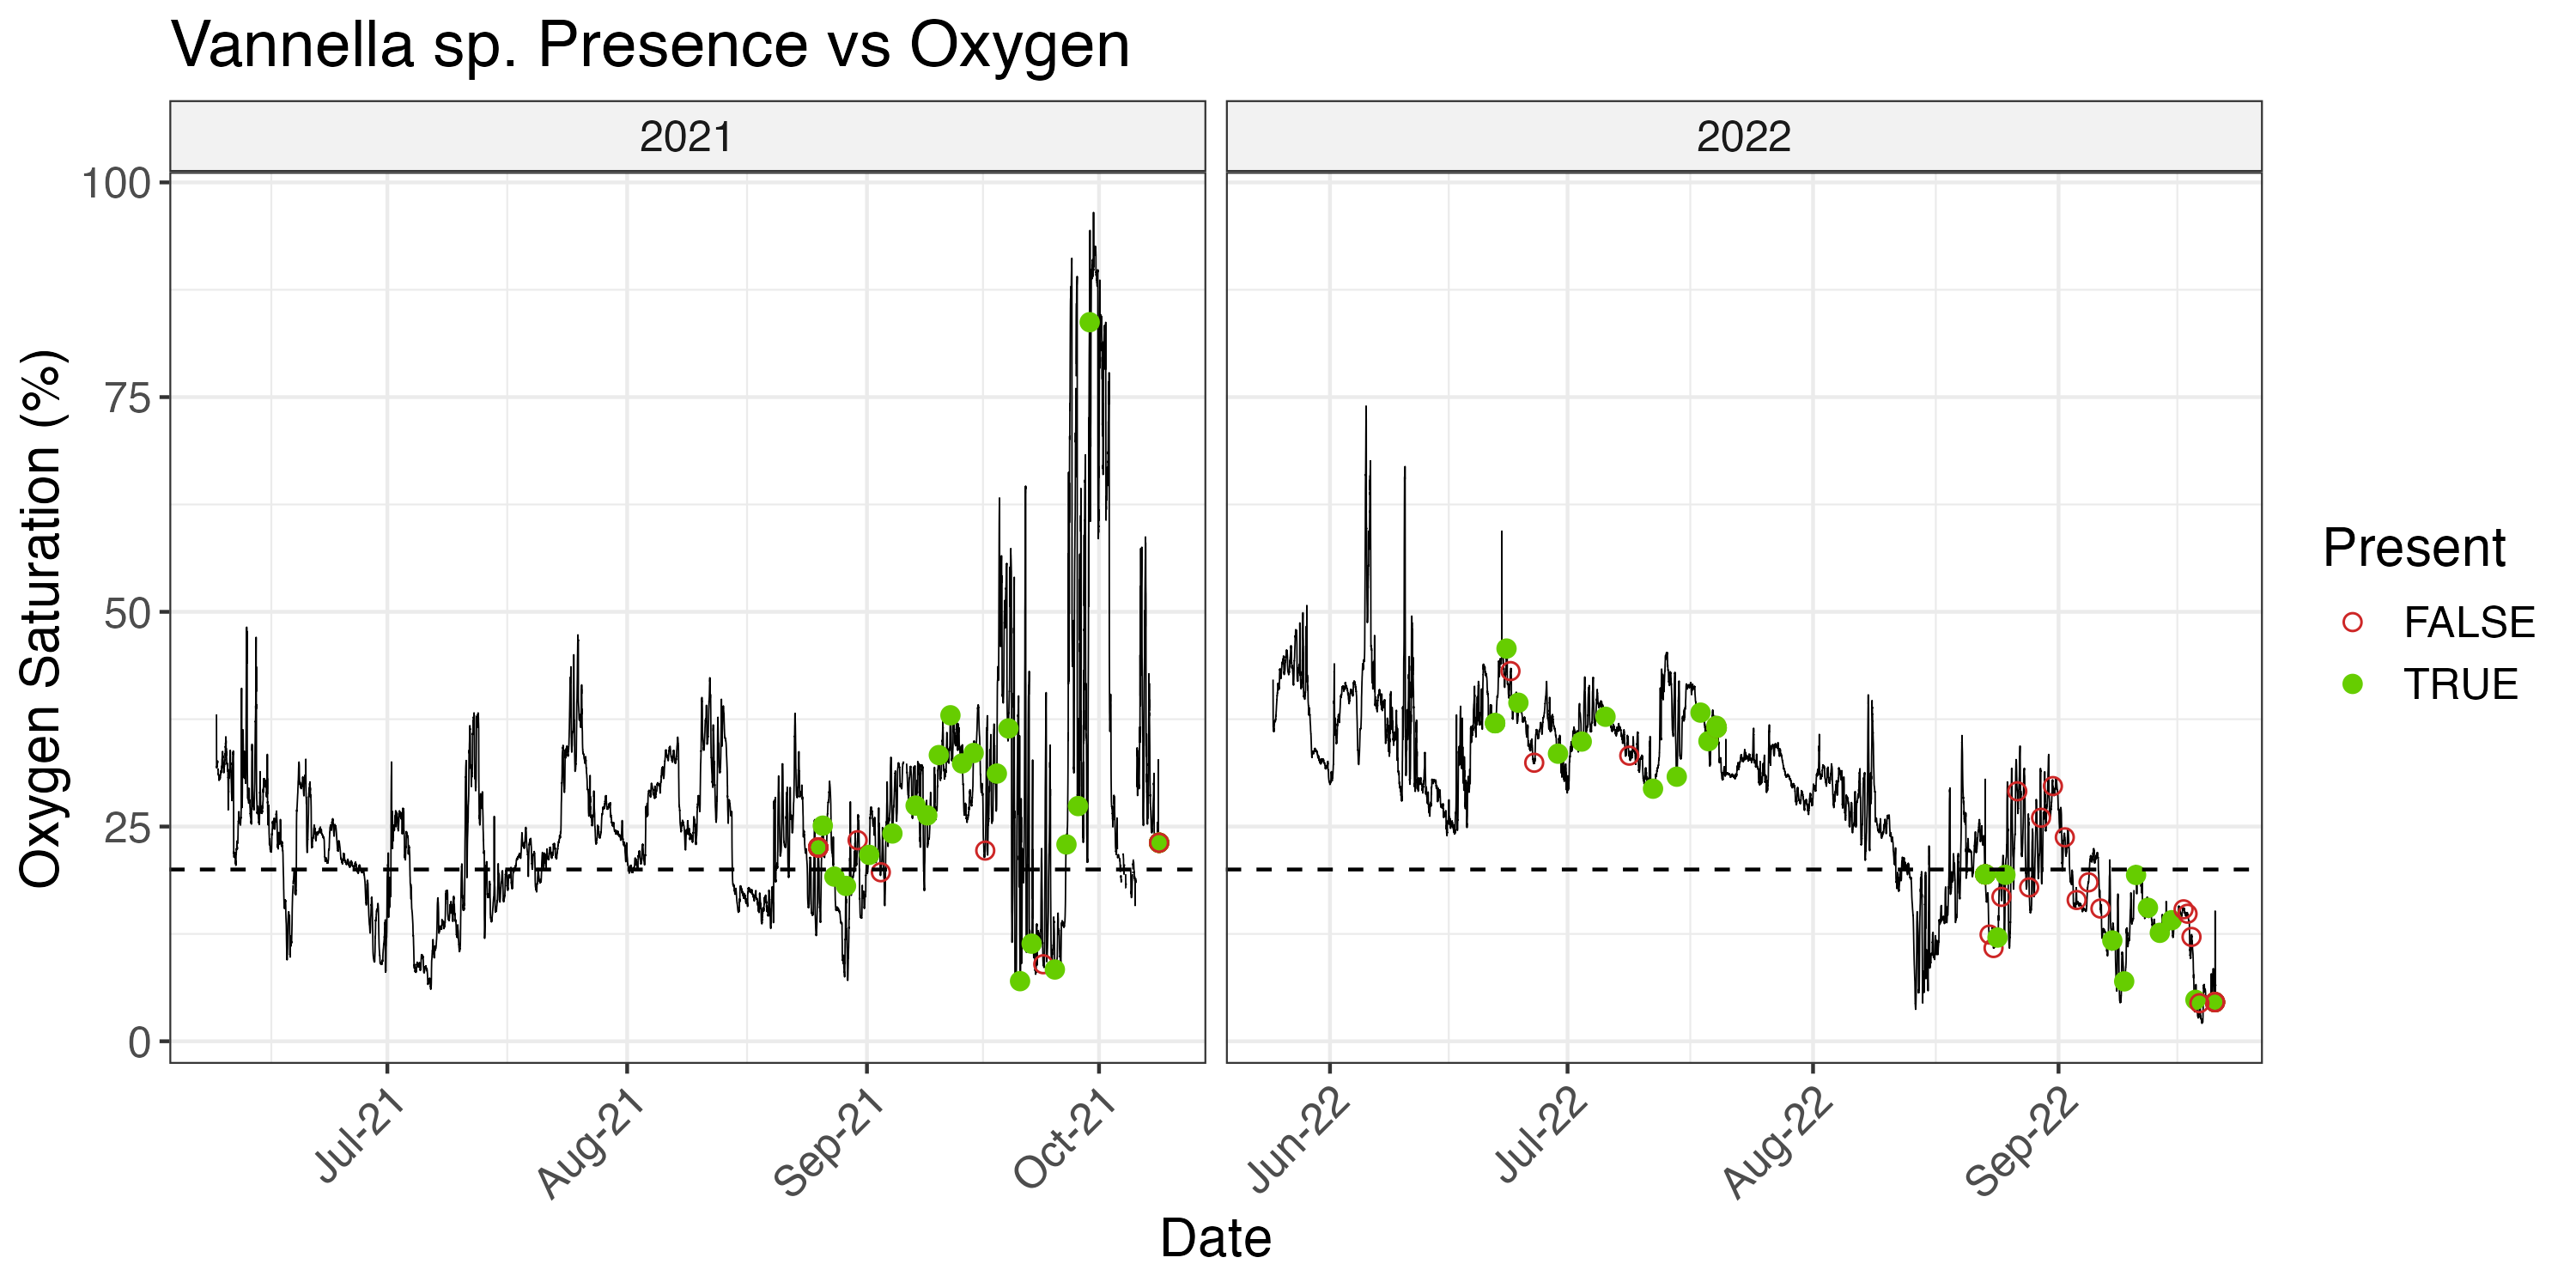 Vannella sp. Presence vs Oxygen
2021
2022
100
75
50
25
0
Oxygen Saturation (%)
Jul-21
Aug-21
Sep-21
Oct-21
Jun-22
Jul-22
Aug-22
Sep-22
Date
Present
FALSE
TRUE